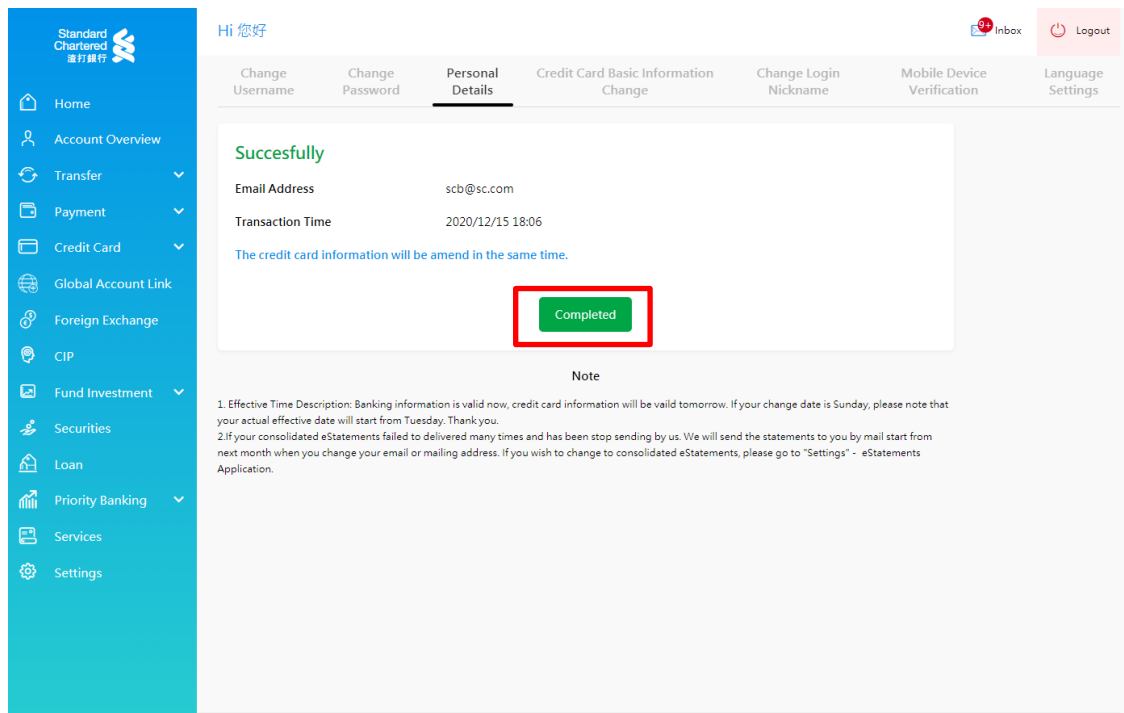 Standard
Chartered
渣打銀行
Hi 您好
9+
Inbox
Logout
Home
Account Overview
Transfer
Payment
Credit Card
Global Account Link
Foreign Exchange
CIP
Fund Investment
Securities
Loan
Priority Banking
Services
Settings
Change
Username
Change
Password
Personal
Details
Credit Card Basic Information
Change
Change Login
Nickname
Mobile Device
Verification
Language
Settings
Succesfully
Email Address scb@sc.com
Transaction Time 2020/12/15 18:06
The credit card information will be amend in the same time.
Completed
Note
1. Effective Time Description: Banking information is valid now, credit card information will be vaild tomorrow. If your change date is Sunday, please note that
your actual effective date will start from Tuesday. Thank you.
2.If your consolidated eStatements failed to delivered many times and has been stop sending by us. We will send the statements to you by mail start from
next month when you change your email or mailing address. If you wish to change to consolidated eStatements, please go to "Settings" - eStatements
Application.